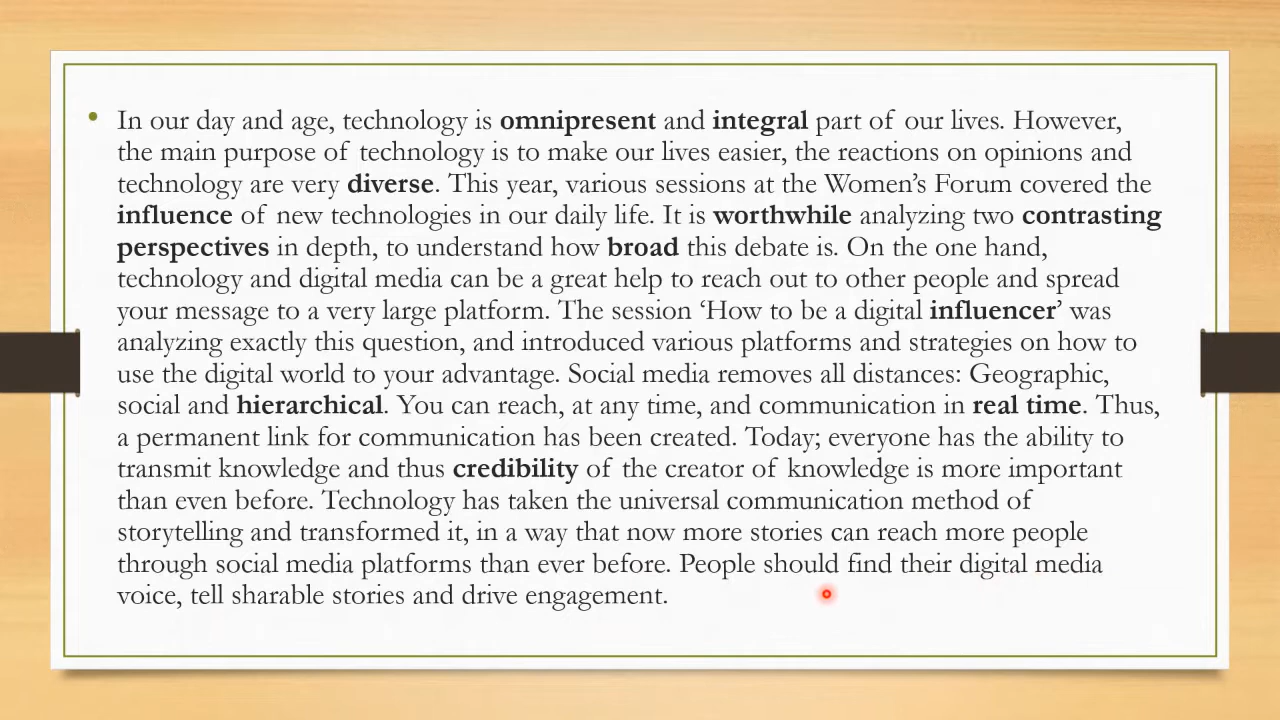 • In our day and age, technology is omnipresent and integral part of our lives. However,
the main purpose of technology is to make our lives easier, the reactions on opinions and
technology are very diverse. This year, various sessions at the Women’s Forum covered the
influence of new technologies in our daily life. It is worthwhile analyzing two contrasting
perspectives in depth, to understand how broad this debate is. On the one hand,
technology and digital media can be a great help to reach out to other people and spread
your message to a very large platform. The session ‘How to be a digital influencer’ was
analyzing exactly this question, and introduced various platforms and strategies on how to
use the digital world to your advantage. Social media removes all distances: Geographic,
social and hierarchical. You can reach, at any time, and communication in real time. Thus,
a permanent link for communication has been created. Today; everyone has the ability to
transmit knowledge and thus credibility of the creator of knowledge is more important
than even before. Technology has taken the universal communication method of
storytelling and transformed it, in a way that now more stories can reach more people
through social media platforms than ever before. People should find their digital media
voice, tell sharable stories and drive engagement.